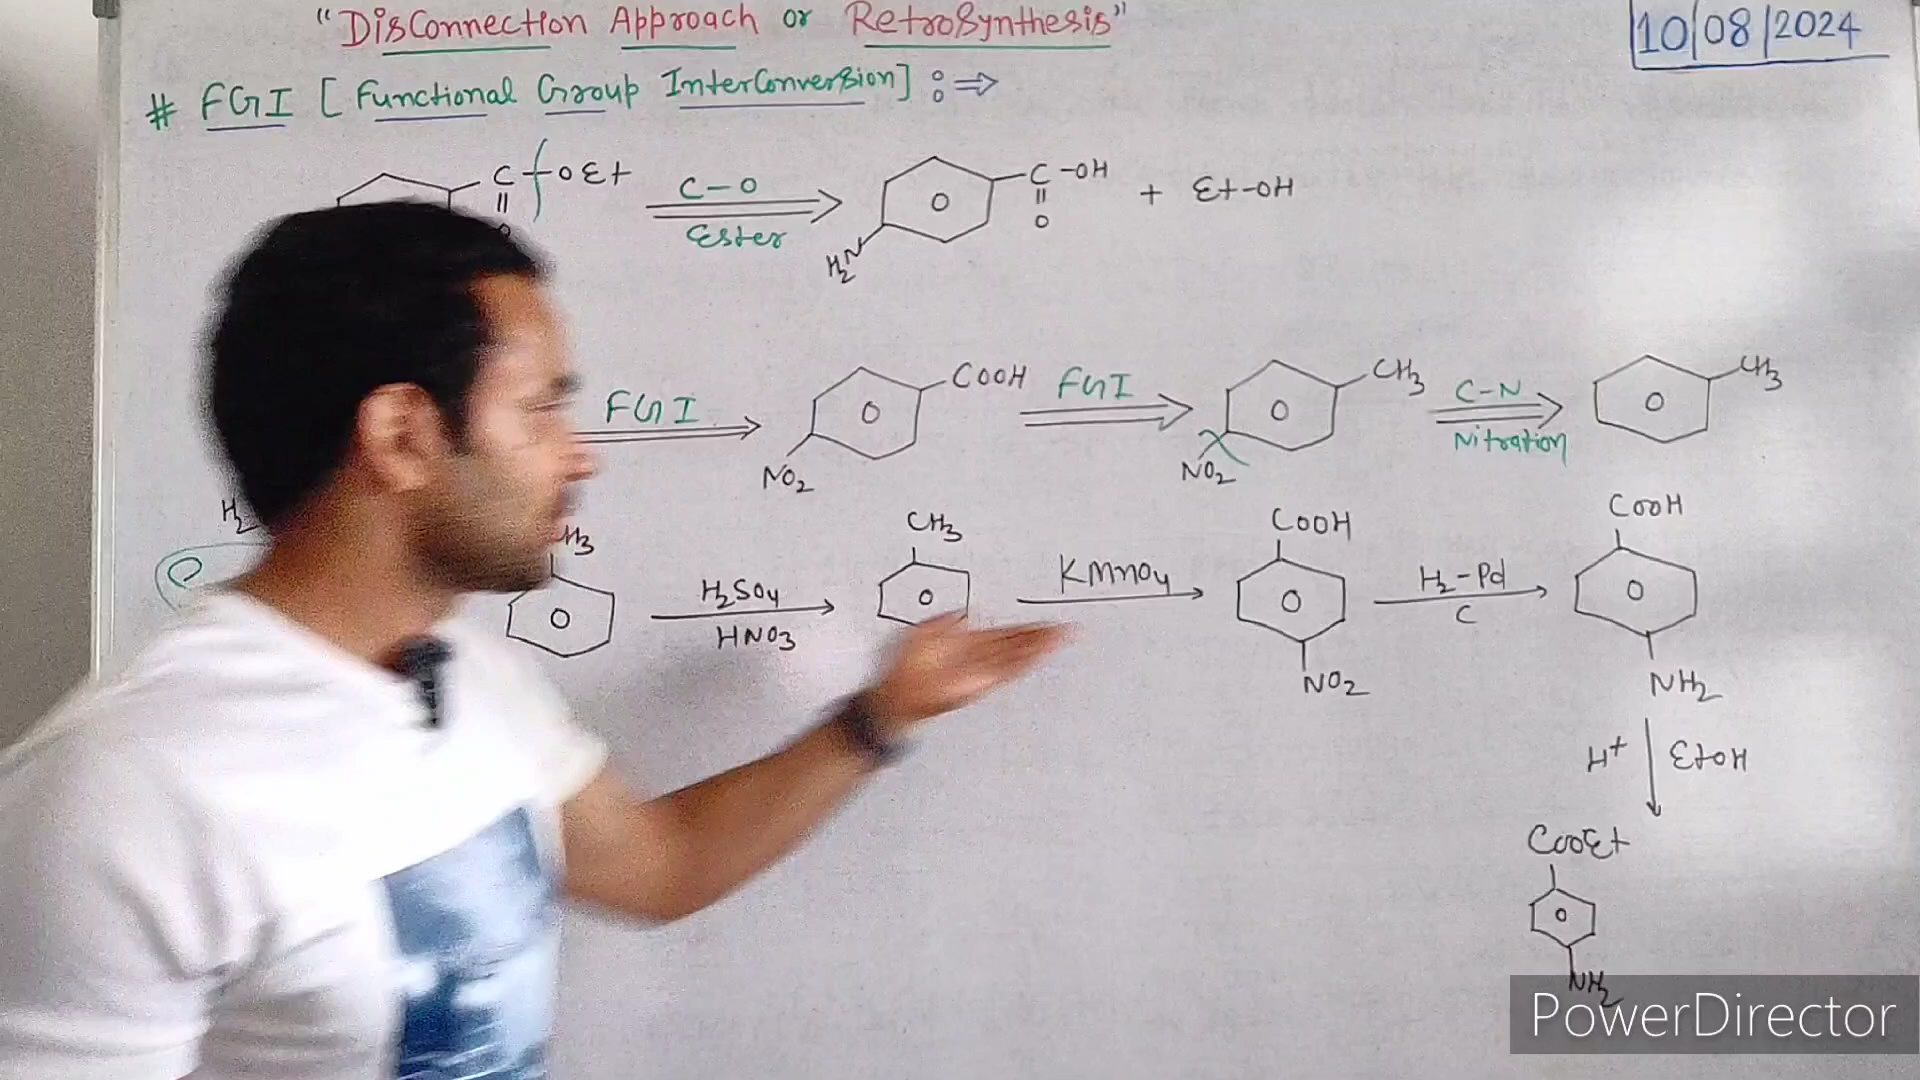 "DisConnection Approach or RetroSynthesis"
10/08/2024
# FGI [Functional Group InterConversion] :⇒
C-OEt
C-O
Ester
C-OH
O
H2N
+ Et-OH
FGI
COOH
NO2
FGI
CH3
NO2
C-N
Nitration
CH3
H2
H3
H2SO4
HNO3
CH3
KMnO4
COOH
NO2
H2-Pd
C
COOH
NH2
H+
EtOH
COOEt
NH2
PowerDirector